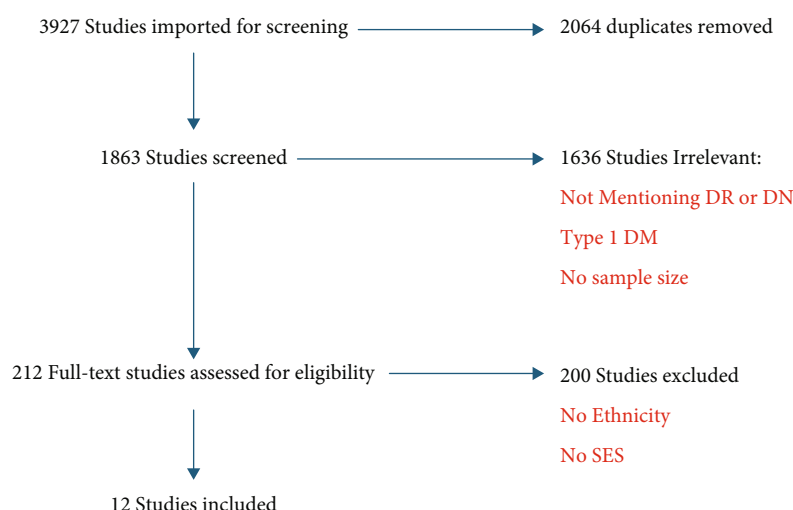 3927 Studies imported for screening
2064 duplicates removed
1863 Studies screened
1636 Studies Irrelevant:
Not Mentioning DR or DN
Type 1 DM
No sample size
212 Full-text studies assessed for eligibility
200 Studies excluded
No Ethnicity
No SES
12 Studies included